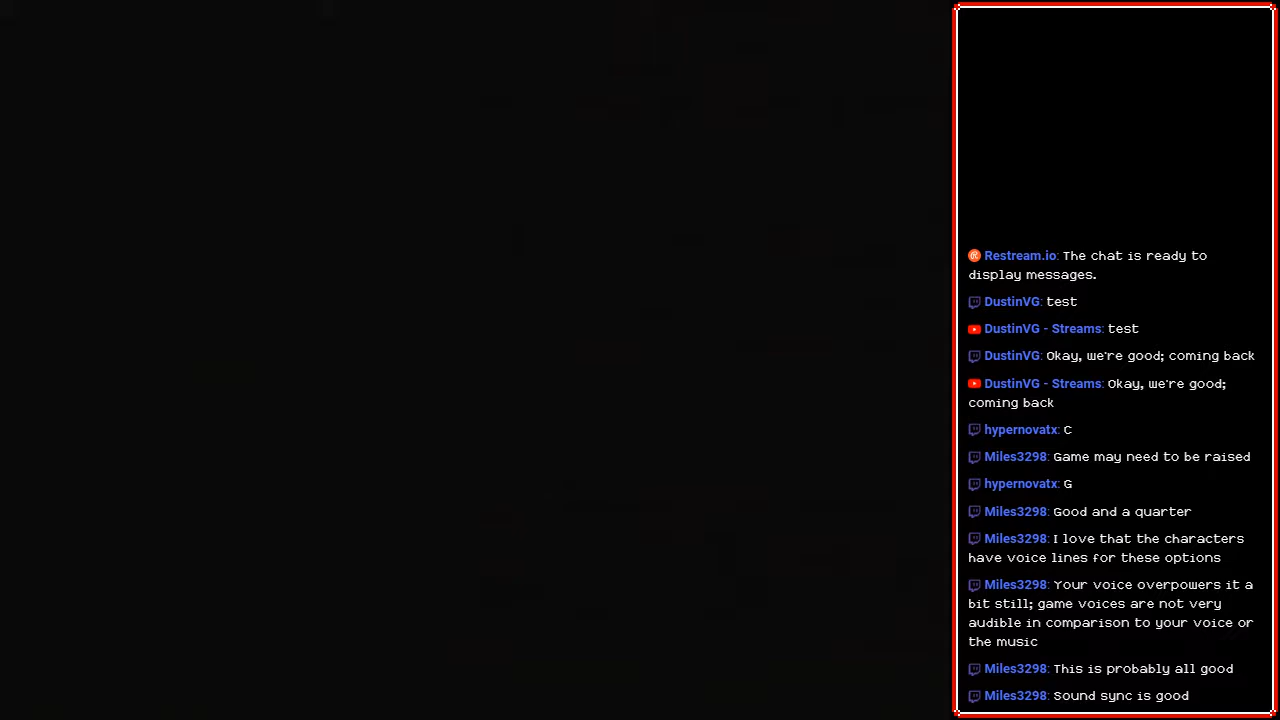 Restream.io: The chat is ready to
display messages.
DustinVG: test
DustinVG - Streams: test
DustinVG: Okay, we're good; coming back
DustinVG - Streams: Okay, we're good;
coming back
hypernovatx: C
Miles3298: Game may need to be raised
hypernovatx: G
Miles3298: Good and a quarter
Miles3298: I love that the characters
have voice lines for these options
Miles3298: Your voice overpowers it a
bit still; game voices are not very
audible in comparison to your voice or
the music
Miles3298: This is probably all good
Miles3298: Sound sync is good